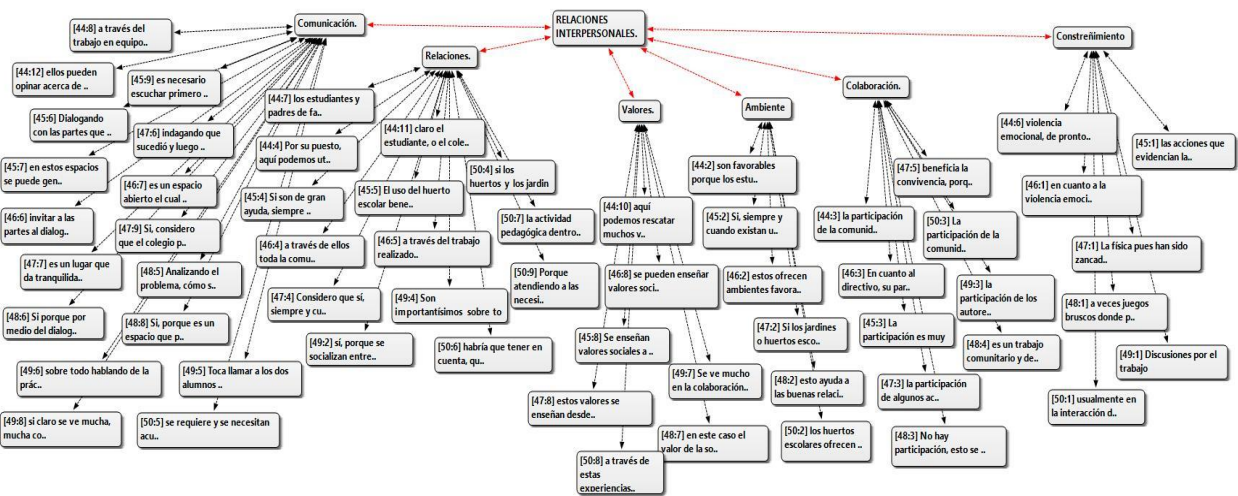 RELACIONES
INTERPERSONALES.
Comunicación.
Constreñimiento
Relaciones.
Colaboración.
Valores.
Ambiente
[44:8] a través del
trabajo en equipo..
[44:12] ellos pueden
opinar acerca de ..
[45:9] es necesario
escuchar primero ..
[45:6] Dialogando
con las partes que ..
[47:6] indagando que
sucedió y luego ..
[45:7] en estos espacios
se puede gen..
[46:7] es un espacio
abierto el cual ..
[46:6] invitar a las
partes al dialog..
[47:9] Si, considero
que el colegio p..
[47:7] es un lugar que
da tranquilida..
[48:5] Analizando el
problema, cómo s..
[48:6] Si porque por
medio del dialog..
[48:8] Si, porque es un
espacio que p..
[49:6] sobre todo hablando de la
prác..
[49:5] Toca llamar a los dos
alumnos ..
[49:8] si claro se ve mucha,
mucha co..
[50:5] se requiere y se necesitan
acu..
[44:7] los estudiantes y
padres de fa..
[44:4] Por su puesto,
aquí podemos ut..
[44:11] claro el
estudiante, o el cole..
[45:4] Si son de gran
ayuda, siempre ..
[45:5] El uso del huerto
escolar bene..
[50:4] si los
huertos y los jardin
[50:7] la actividad
pedagógica dentro..
[46:4] a través de ellos
toda la comu..
[46:5] a través del trabajo
realizado..
[50:9] Porque
atendiendo a las
necesi..
[47:4] Considero que sí,
siempre y cu..
[49:4] Son
importantísimos sobre to
[49:2] sí, porque se
socializan entre..
[50:6] habría que tener en
cuenta, qu..
[44:10] aquí
podemos rescatar
muchos v..
[46:8] se pueden enseñar
valores soci..
[45:8] Se enseñan
valores sociales a ..
[49:7] Se ve mucho
en la colaboración..
[47:8] estos valores se
enseñan desde..
[48:7] en este caso el
valor de la so..
[50:8] a través de
estas
experiencias..
[44:2] son favorables
porque los estu..
[45:2] Si, siempre y
cuando existan u..
[46:2] estos ofrecen
ambientes favora..
[47:2] Si los jardines
o huertos esco..
[48:2] esto ayuda a
las buenas relaci..
[50:2] los huertos
escolares ofrecen ..
[47:5] beneficia la
convivencia, porq..
[44:3] la participación
de la comunid..
[50:3] La
participación de la
comunid..
[46:3] En cuanto al
directivo, su par..
[49:3] la
participación de los
autore..
[45:3] La
participación es muy
[48:4] es un trabajo
comunitario y de..
[47:3] la participación
de algunos ac..
[48:3] No hay
participación, esto se ..
[44:6] violencia
emocional, de pronto..
[45:1] las acciones que
evidencian la..
[46:1] en cuanto a la
violencia emoci..
[47:1] La física pues han sido
zancad..
[48:1] a veces juegos
bruscos donde p..
[49:1] Discusiones por el
trabajo
[50:1] usualmente en
la interacción d..